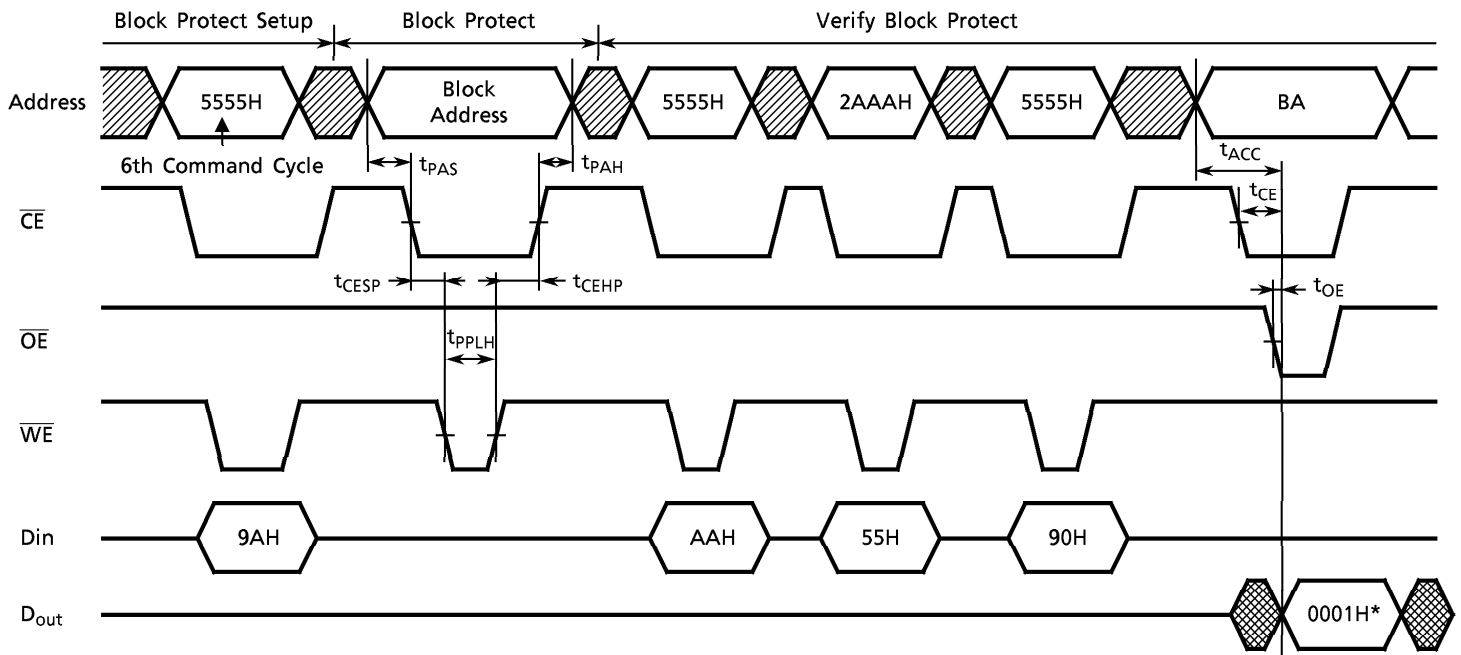 Block Protect Setup Block Protect Verify Block Protect
Address 5555H Block Address 5555H 2AAAH 5555H BA
6th Command Cycle tPAS tPAH tACC
CE tCE
tCESP tCEHP tOE
OE tPPLH
WE
Din 9AH AAH 55H 90H
Dout 0001H*